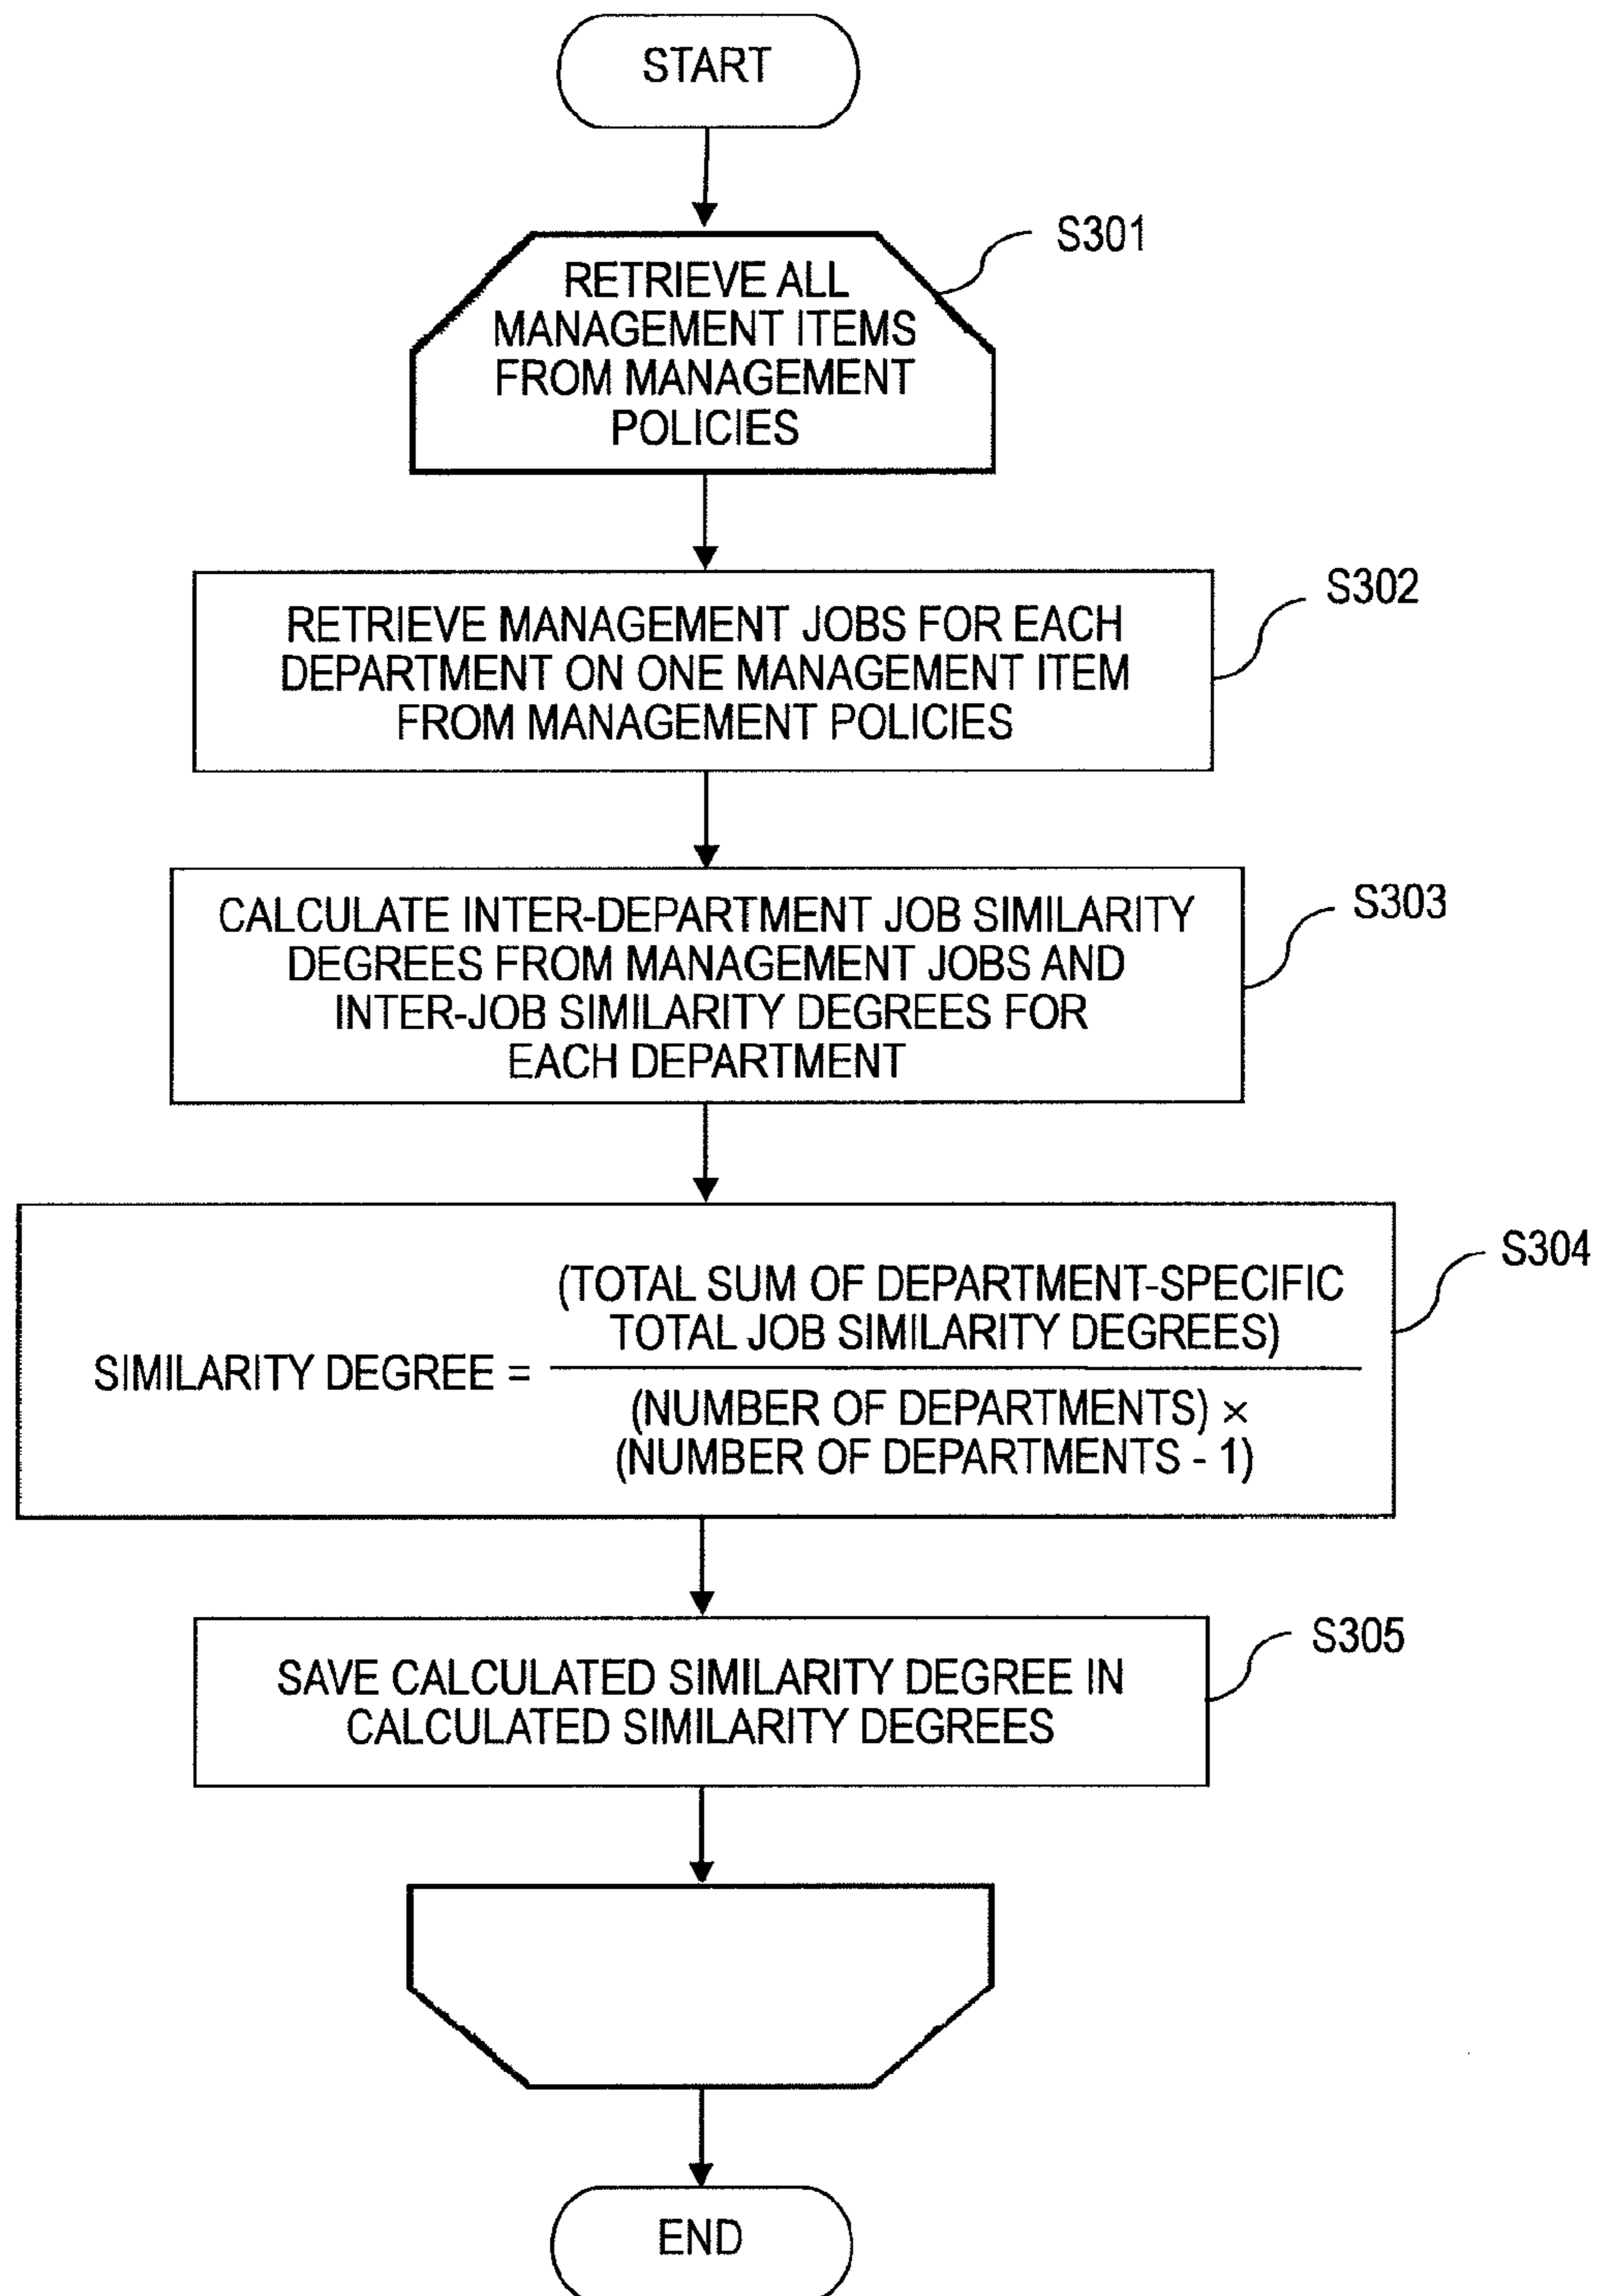 START
S301
RETRIEVE ALL
MANAGEMENT ITEMS
FROM MANAGEMENT
POLICIES
S302
RETRIEVE MANAGEMENT JOBS FOR EACH
DEPARTMENT ON ONE MANAGEMENT ITEM
FROM MANAGEMENT POLICIES
S303
CALCULATE INTER-DEPARTMENT JOB SIMILARITY
DEGREES FROM MANAGEMENT JOBS AND
INTER-JOB SIMILARITY DEGREES FOR
EACH DEPARTMENT
S304
(TOTAL SUM OF DEPARTMENT-SPECIFIC
TOTAL JOB SIMILARITY DEGREES)
SIMILARITY DEGREE =
(NUMBER OF DEPARTMENTS) ×
(NUMBER OF DEPARTMENTS - 1)
S305
SAVE CALCULATED SIMILARITY DEGREE IN
CALCULATED SIMILARITY DEGREES
END